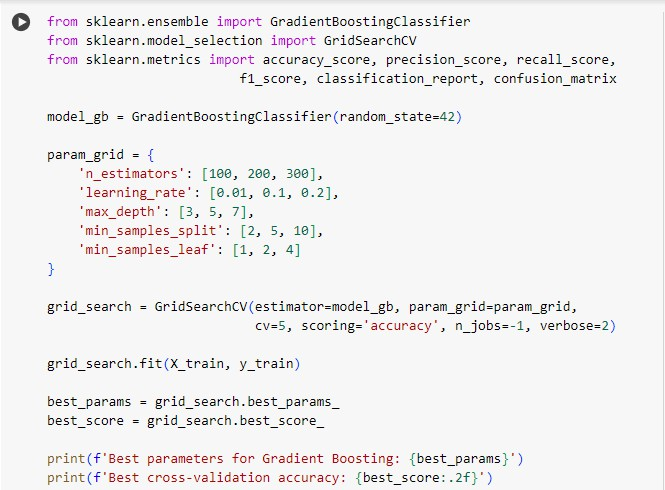 from sklearn.ensemble import GradientBoostingClassifier
from sklearn.model_selection import GridSearchCV
from sklearn.metrics import accuracy_score, precision_score, recall_score,
                        f1_score, classification_report, confusion_matrix

model_gb = GradientBoostingClassifier(random_state=42)

param_grid = {
    'n_estimators': [100, 200, 300],
    'learning_rate': [0.01, 0.1, 0.2],
    'max_depth': [3, 5, 7],
    'min_samples_split': [2, 5, 10],
    'min_samples_leaf': [1, 2, 4]
}

grid_search = GridSearchCV(estimator=model_gb, param_grid=param_grid,
                          cv=5, scoring='accuracy', n_jobs=-1, verbose=2)

grid_search.fit(X_train, y_train)

best_params = grid_search.best_params_
best_score = grid_search.best_score_

print(f'Best parameters for Gradient Boosting: {best_params}')
print(f'Best cross-validation accuracy: {best_score:.2f}')